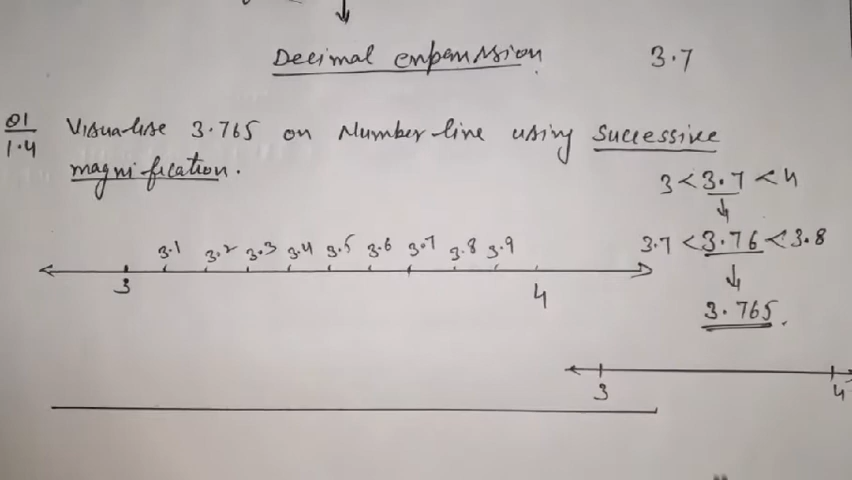 Decimal expansion. 3.7
Q1 Visualise 3.765 on Number line using successive
1.4 magnification.
3 < 3.7 < 4
3.1 3.2 3.3 3.4 3.5 3.6 3.7 3.8 3.9
3.7 < 3.76 < 3.8
3 4
3.765.
3 4